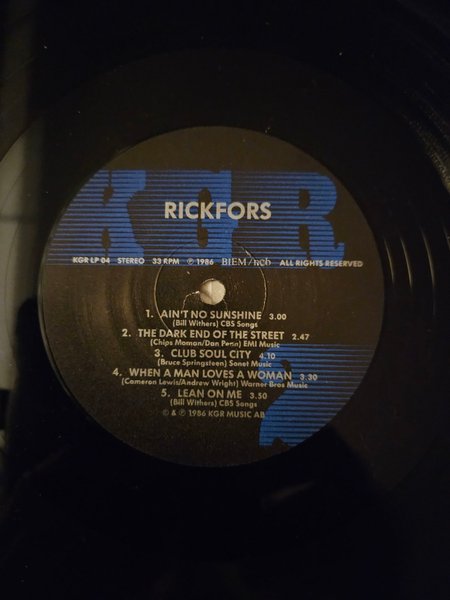 KGR
RICKFORS
KGR LP 04 STEREO 33 RPM ℗ 1986 BIEM/ncb ALL RIGHTS RESERVED
1. AIN'T NO SUNSHINE 3.00
(Bill Withers) CBS Songs
2. THE DARK END OF THE STREET 2.47
(Chips Moman/Dan Penn) EMI Music
3. CLUB SOUL CITY 4.10
(Bruce Springsteen) Sonet Music
4. WHEN A MAN LOVES A WOMAN 3.30
(Cameron Lewis/Andrew Wright) Warner Bros Music
5. LEAN ON ME 3.50
(Bill Withers) CBS Songs
© & ℗ 1986 KGR MUSIC AB
2